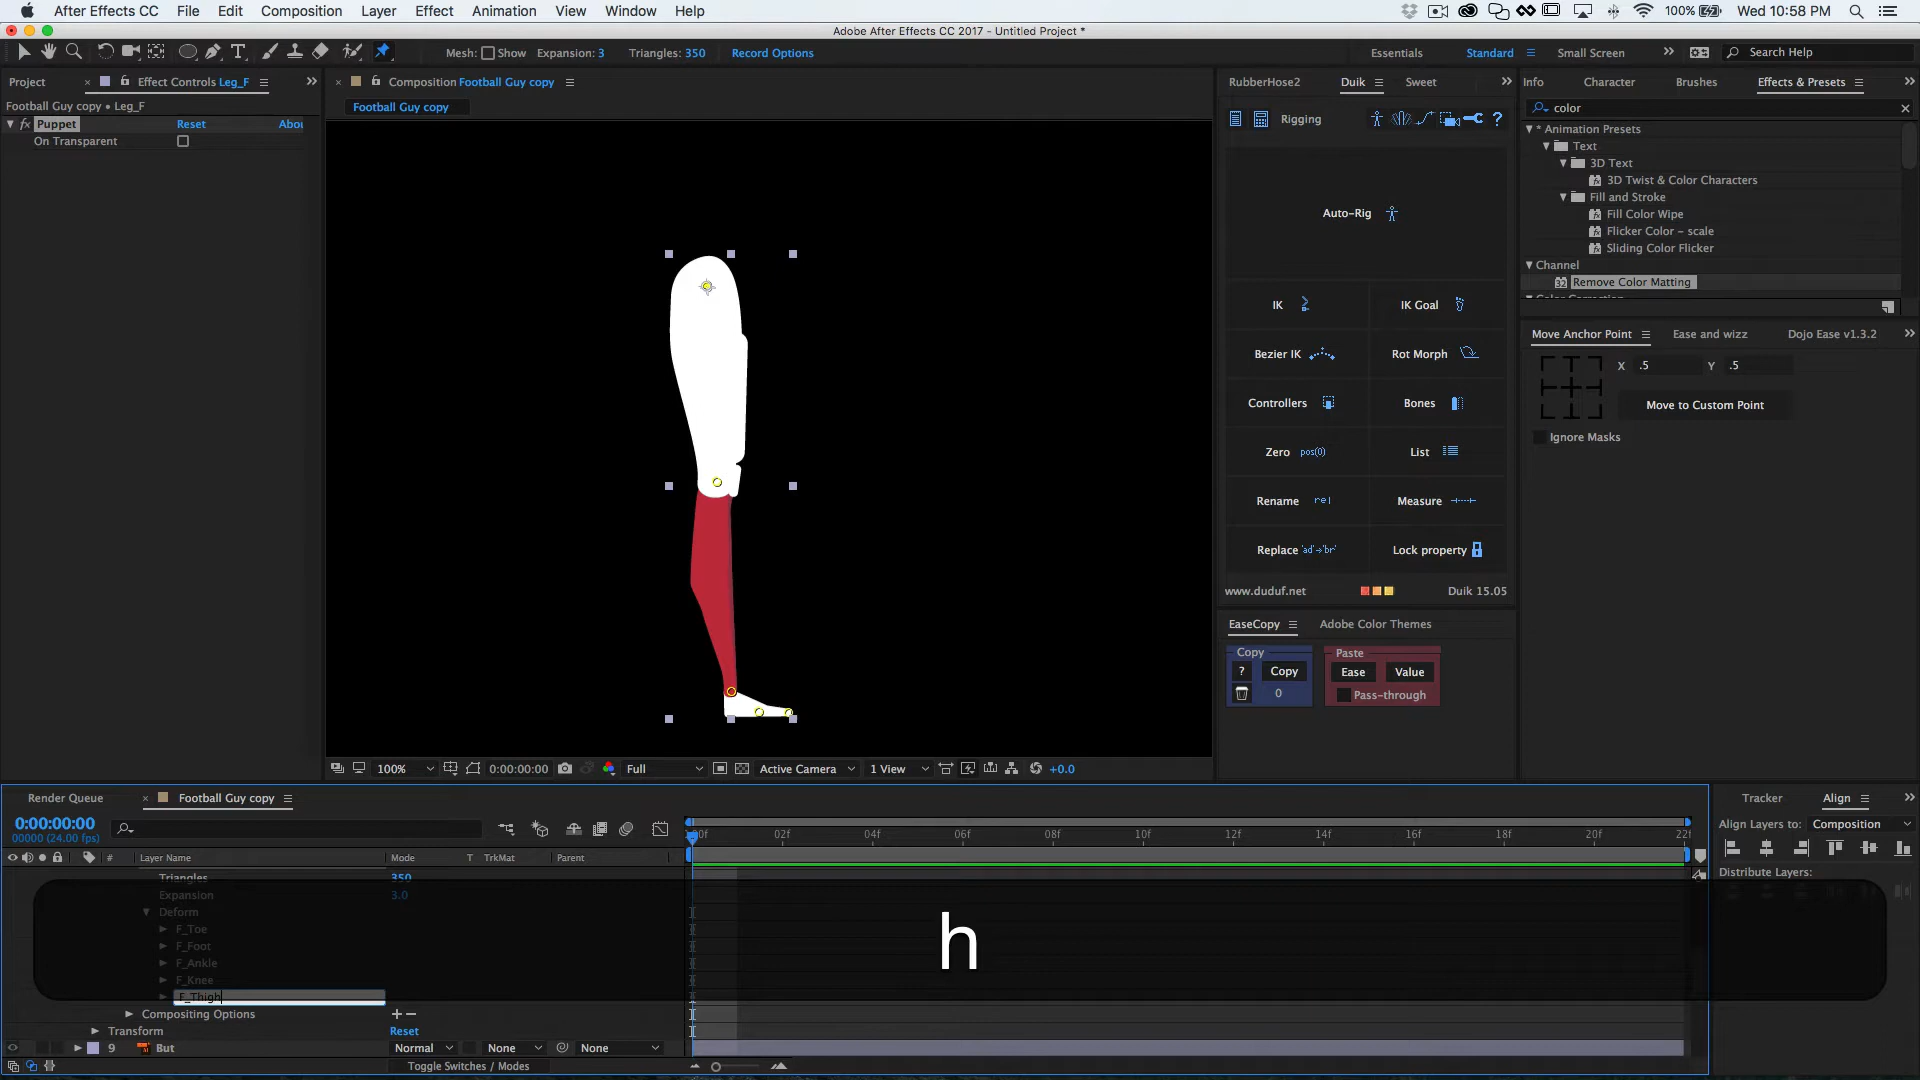 After Effects CC File Edit Composition Layer Effect Animation View Window Help 100% Wed 10:58 PM
Adobe After Effects CC 2017 - Untitled Project *
Mesh: Show Expansion: 3 Triangles: 350 Record Options Essentials Standard Small Screen Search Help
Project Effect Controls Leg_F Composition Football Guy copy RubberHose2 Duik Sweet Info Character Brushes Effects & Presets
Football Guy copy • Leg_F Football Guy copy color
fx Puppet Reset Abou Rigging ?
On Transparent
* Animation Presets
Text
3D Text
3D Twist & Color Characters
Fill and Stroke
Fill Color Wipe
Flicker Color - scale
Sliding Color Flicker
Channel
Remove Color Matting
Auto-Rig
IK IK Goal
Bezier IK Rot Morph
Controllers Bones
Zero pos(0) List
Rename re| Measure
Replace 'ad'->'br' Lock property
www.duduf.net Duik 15.05
Move Anchor Point Ease and wizz Dojo Ease v1.3.2
X .5 Y .5
Move to Custom Point
Ignore Masks
EaseCopy Adobe Color Themes
Copy Paste
? Copy Ease Value
0 Pass-through
100% 0:00:00:00 Full Active Camera 1 View +0.0
Render Queue Football Guy copy Tracker Align
0:00:00:00
00000 (24.00 fps)
:00f 02f 04f 06f 08f 10f 12f 14f 16f 18f 20f 22f
Align Layers to: Composition
Distribute Layers:
# Layer Name Mode T TrkMat Parent
Triangles 350
Expansion 3.0
Deform
F_Toe
F_Foot
F_Ankle
F_Knee
F_Thigh
h
Compositing Options + -
Transform Reset
9 But Normal None None
Toggle Switches / Modes